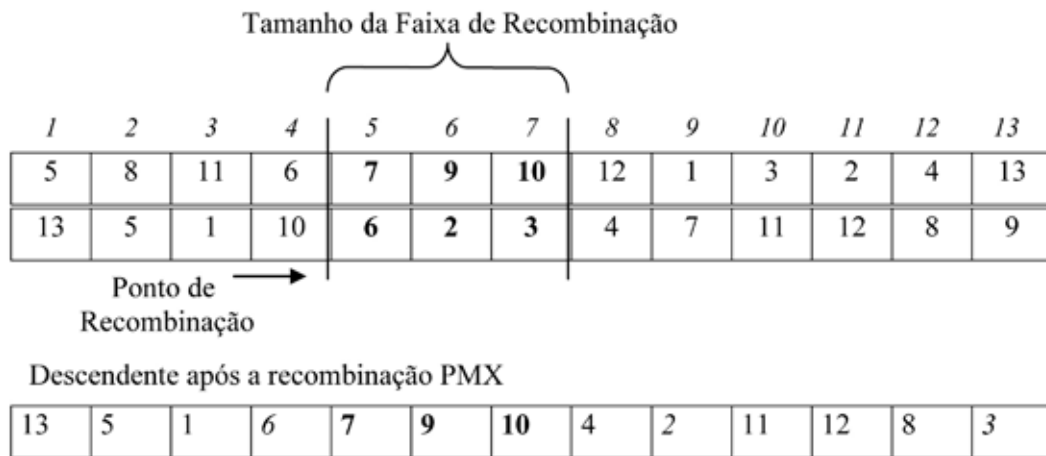 Tamanho da Faixa de Recombinação
1 2 3 4 5 6 7 8 9 10 11 12 13
5 8 11 6 7 9 10 12 1 3 2 4 13
13 5 1 10 6 2 3 4 7 11 12 8 9
Ponto de
Recombinação
Descendente após a recombinação PMX
13 5 1 6 7 9 10 4 2 11 12 8 3